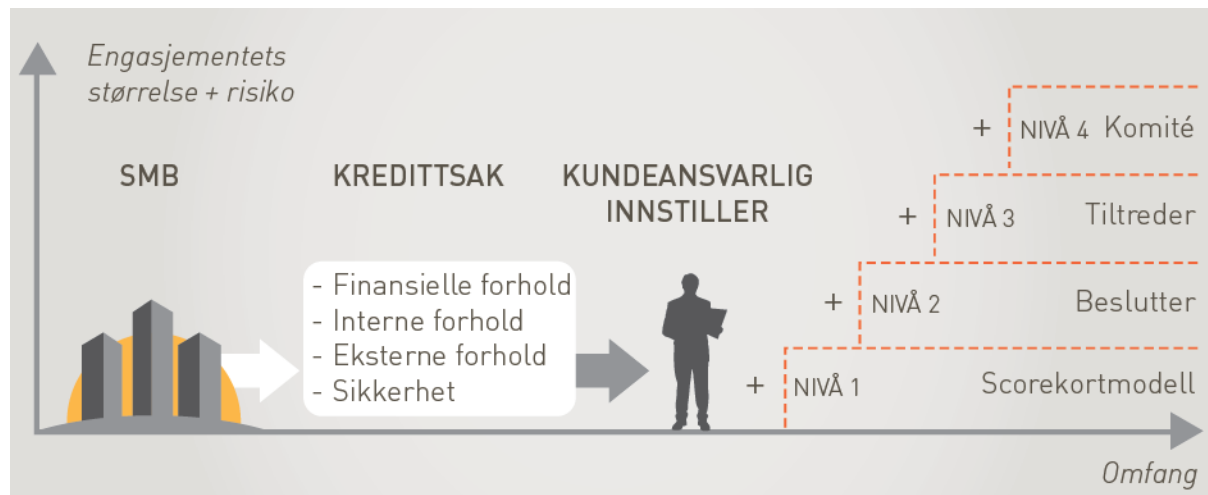 Engasjementets
størrelse + risiko
SMB
KREDITTSAK
KUNDEANSVARLIG
INNSTILLER
- Finansielle forhold
- Interne forhold
- Eksterne forhold
- Sikkerhet
+ NIVÅ 4 Komité
+ NIVÅ 3 Tiltreder
+ NIVÅ 2 Beslutter
+ NIVÅ 1 Scorekortmodell
Omfang